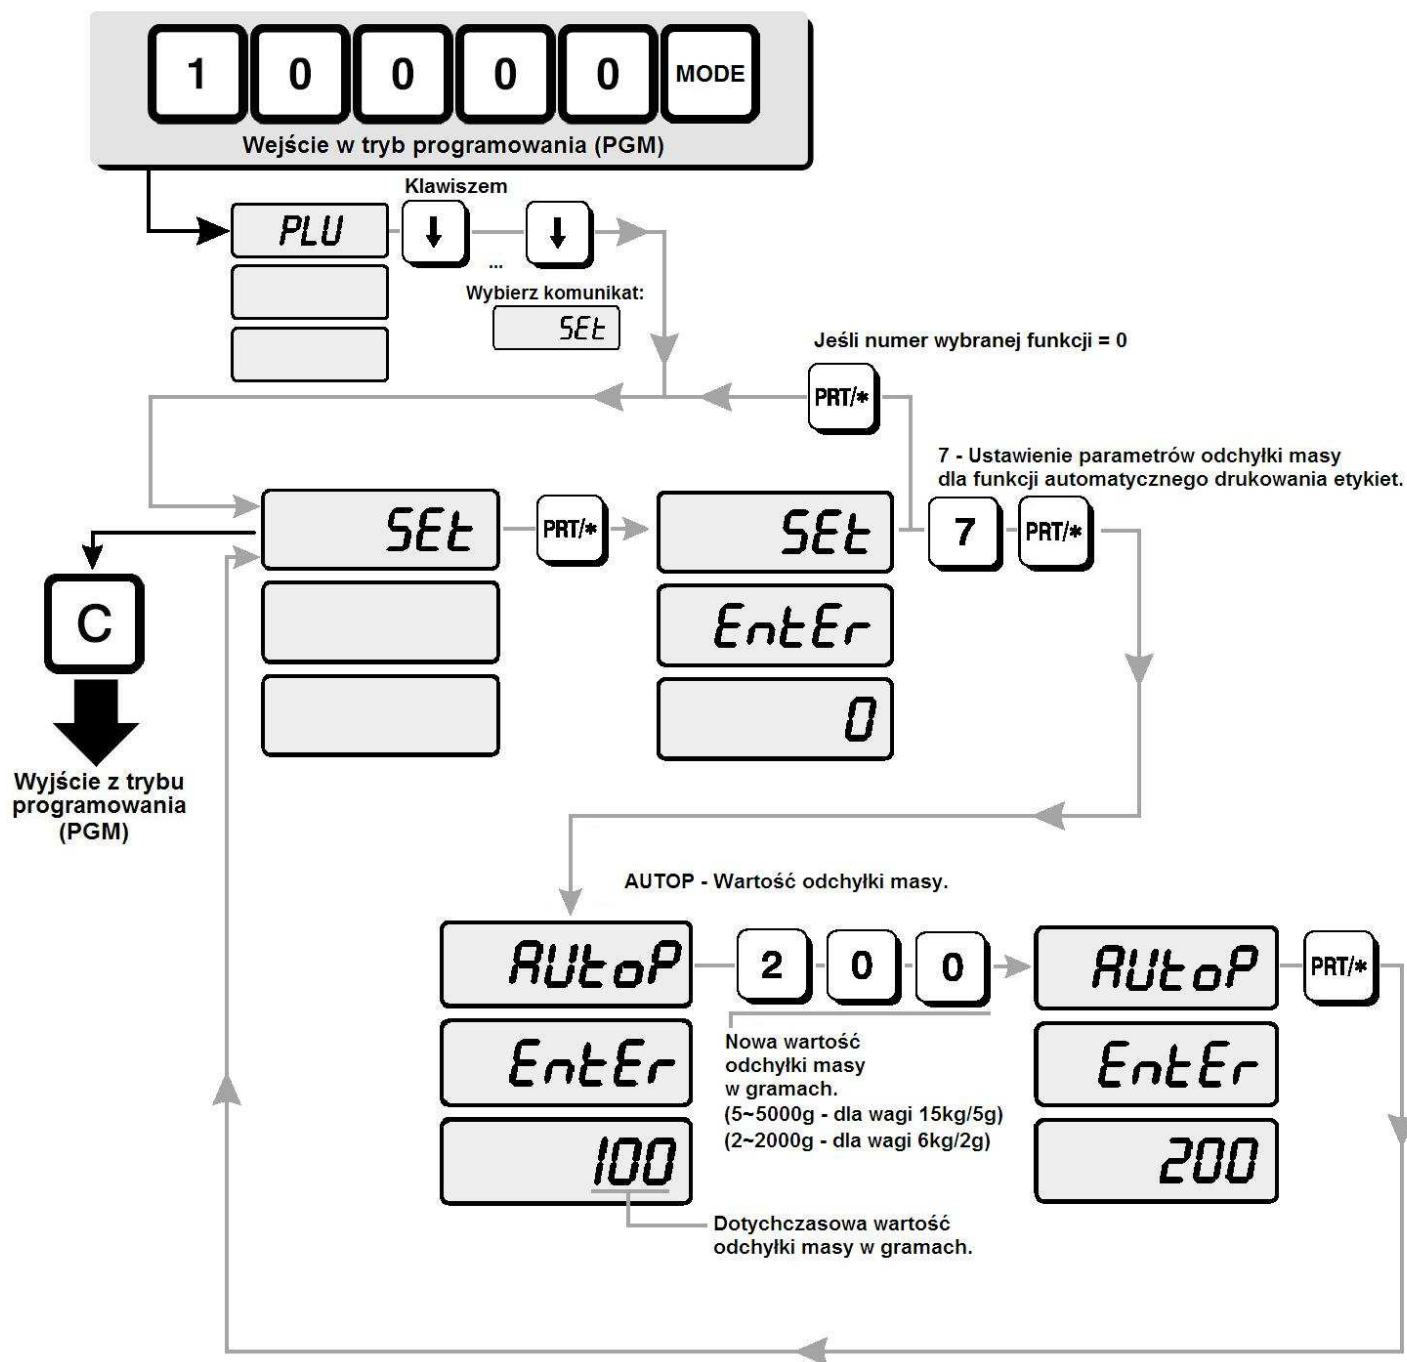 1 0 0 0 0 MODE
Wejście w tryb programowania (PGM)
Klawiszem
PLU ↓ ... ↓
Wybierz komunikat:
SEt
Jeśli numer wybranej funkcji = 0
PRT/*
7 - Ustawienie parametrów odchyłki masy
dla funkcji automatycznego drukowania etykiet.
SEt PRT/* SEt 7 PRT/*
EntEr
0
C
Wyjście z trybu
programowania
(PGM)
AUTOP - Wartość odchyłki masy.
AUtoP 2 0 0 AUtoP PRT/*
EntEr EntEr
100 200
Nowa wartość
odchyłki masy
w gramach.
(5~5000g - dla wagi 15kg/5g)
(2~2000g - dla wagi 6kg/2g)
Dotychczasowa wartość
odchyłki masy w gramach.